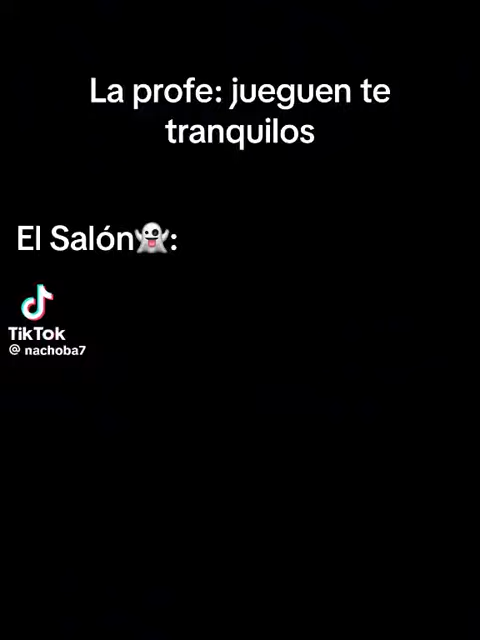 La profe: jueguen te
tranquilos
El Salón👻:
TikTok
@ nachoba7